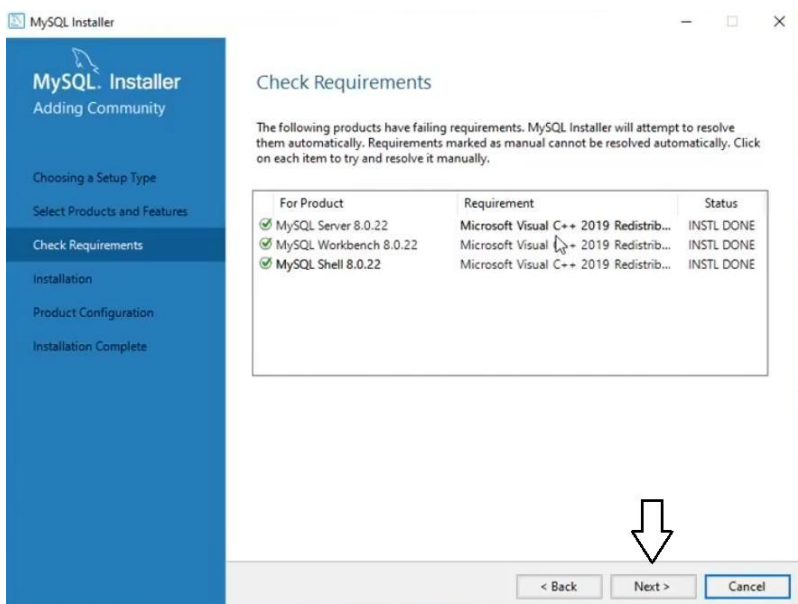 MySQL Installer
MySQL. Installer
Adding Community
Choosing a Setup Type
Select Products and Features
Check Requirements
Installation
Product Configuration
Installation Complete
Check Requirements
The following products have failing requirements. MySQL Installer will attempt to resolve
them automatically. Requirements marked as manual cannot be resolved automatically. Click
on each item to try and resolve it manually.
For Product Requirement Status
MySQL Server 8.0.22 Microsoft Visual C++ 2019 Redistrib... INSTL DONE
MySQL Workbench 8.0.22 Microsoft Visual C++ 2019 Redistrib... INSTL DONE
MySQL Shell 8.0.22 Microsoft Visual C++ 2019 Redistrib... INSTL DONE
< Back Next > Cancel